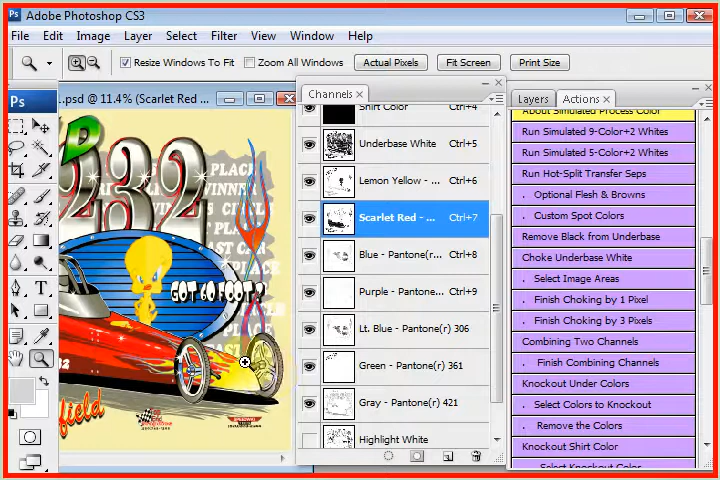 Adobe Photoshop CS3
File Edit Image Layer Select Filter View Window Help
Resize Windows To Fit Zoom All Windows Actual Pixels Fit Screen Print Size
Ps
1.psd @ 11.4% (Scarlet Red ...
Channels
Shirt Color Ctrl+4
Underbase White Ctrl+5
Lemon Yellow - ... Ctrl+6
Scarlet Red - ... Ctrl+7
Blue - Pantone(r... Ctrl+8
Purple - Pantone... Ctrl+9
Lt. Blue - Pantone(r) 306
Green - Pantone(r) 361
Gray - Pantone(r) 421
Highlight White
Layers Actions
About Simulated Process Color
Run Simulated 9-Color+2 Whites
Run Simulated 5-Color+2 Whites
Run Hot-Split Transfer Seps
. Optional Flesh & Browns
. Custom Spot Colors
Remove Black from Underbase
Choke Underbase White
. Select Image Areas
. Finish Choking by 1 Pixel
. Finish Choking by 3 Pixels
Combining Two Channels
. Finish Combining Channels
Knockout Under Colors
. Select Colors to Knockout
. Remove the Colors
Knockout Shirt Color
. Select Knockout Color
232
PLACE
WINNE
PLACE
GOT 60 FOOT?
field